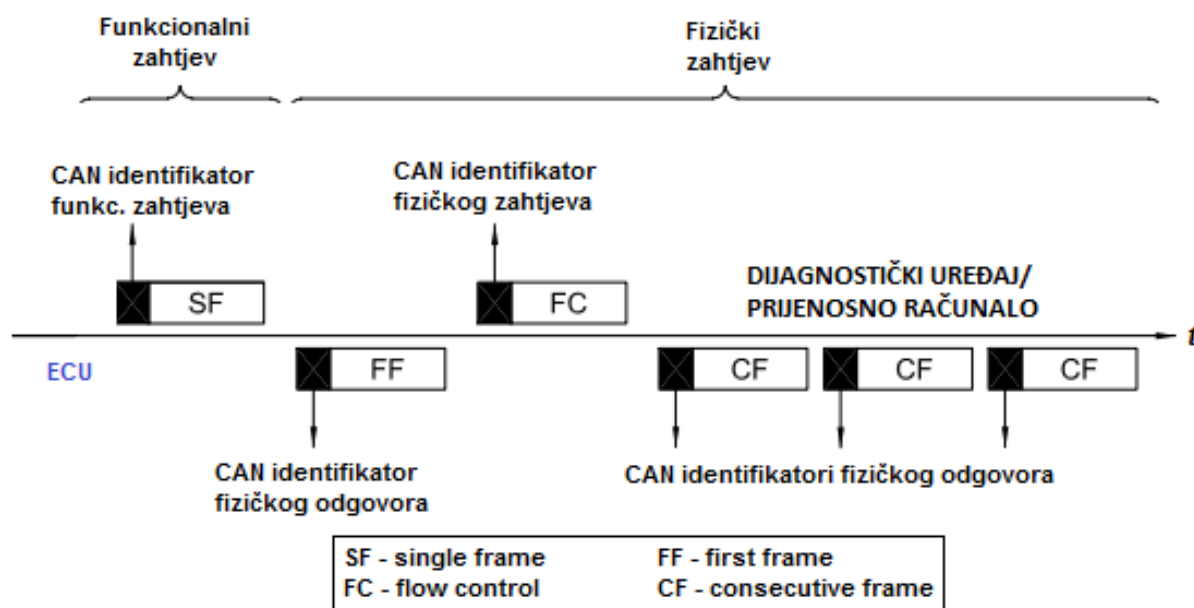 Funkcionalni
zahtjev
Fizički
zahtjev
CAN identifikator
funkc. zahtjeva
CAN identifikator
fizičkog zahtjeva
SF
FC
DIJAGNOSTIČKI UREĐAJ/
PRIJENOSNO RAČUNALO
t
ECU
FF
CF
CF
CF
CAN identifikator
fizičkog odgovora
CAN identifikatori fizičkog odgovora
SF - single frame
FF - first frame
FC - flow control
CF - consecutive frame